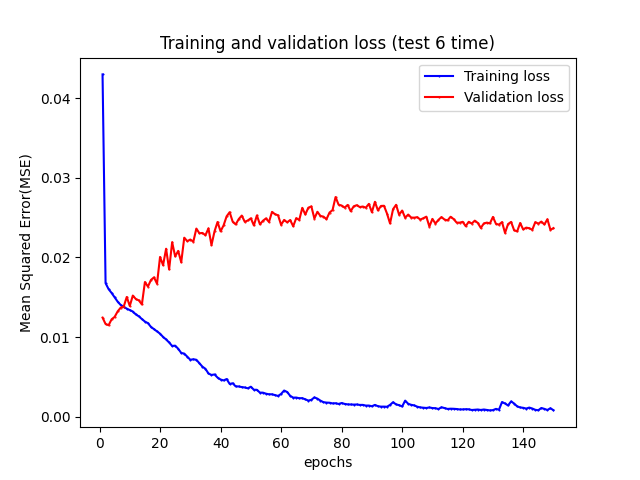 Training and validation loss (test 6 time)
Training loss
Validation loss
0.04
0.03
0.02
0.01
0.00
Mean Squared Error(MSE)
0 20 40 60 80 100 120 140
epochs